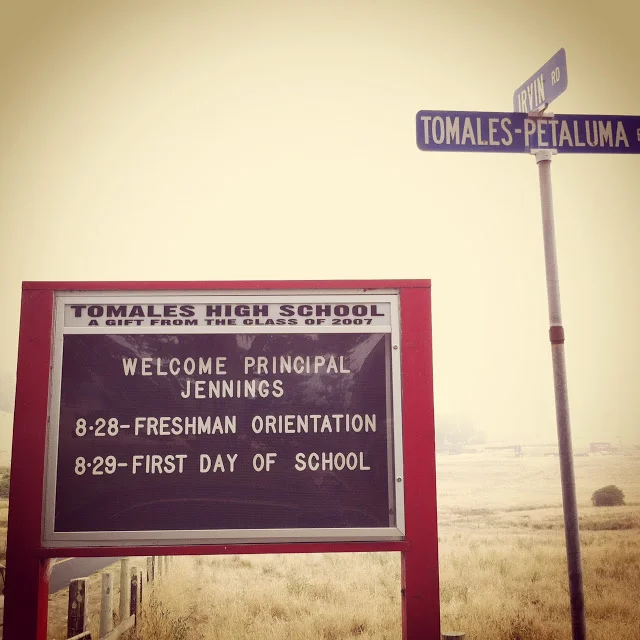 IRVIN RD
TOMALES-PETALUMA
TOMALES HIGH SCHOOL
A GIFT FROM THE CLASS OF 2007
WELCOME PRINCIPAL
JENNINGS
8·28-FRESHMAN ORIENTATION
8·29-FIRST DAY OF SCHOOL